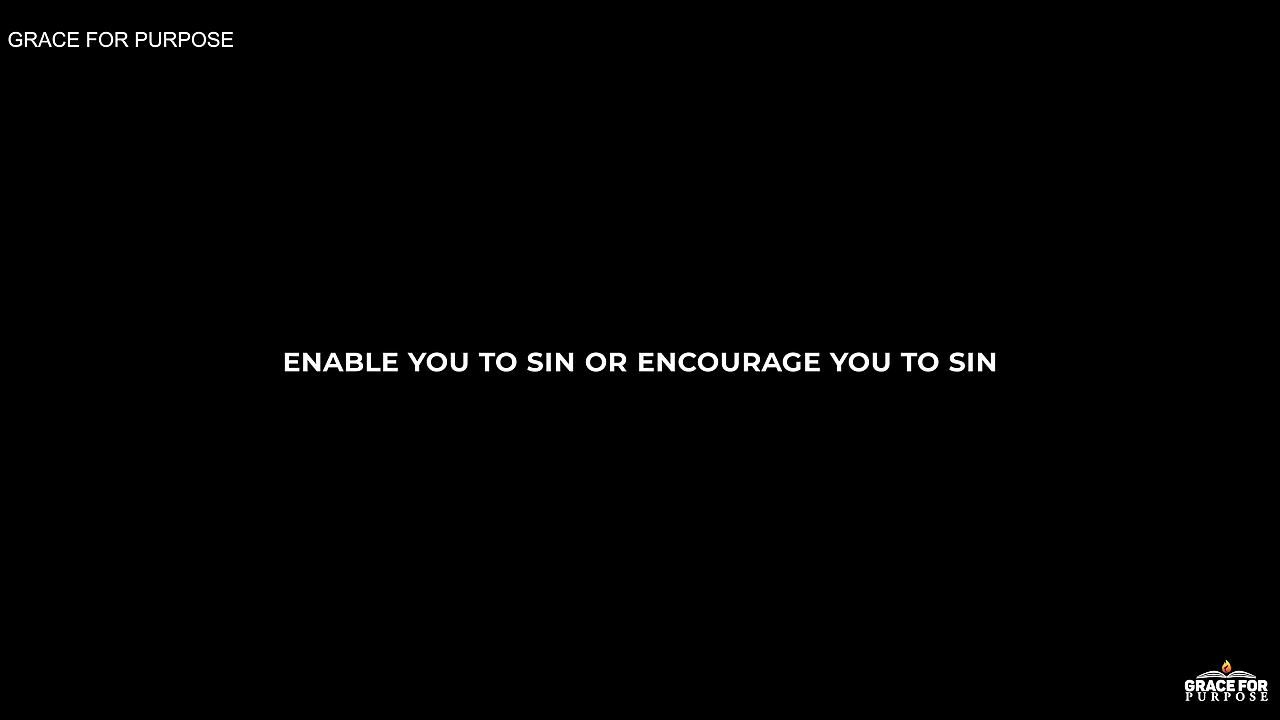 GRACE FOR PURPOSE
ENABLE YOU TO SIN OR ENCOURAGE YOU TO SIN
GRACE FOR
PURPOSE